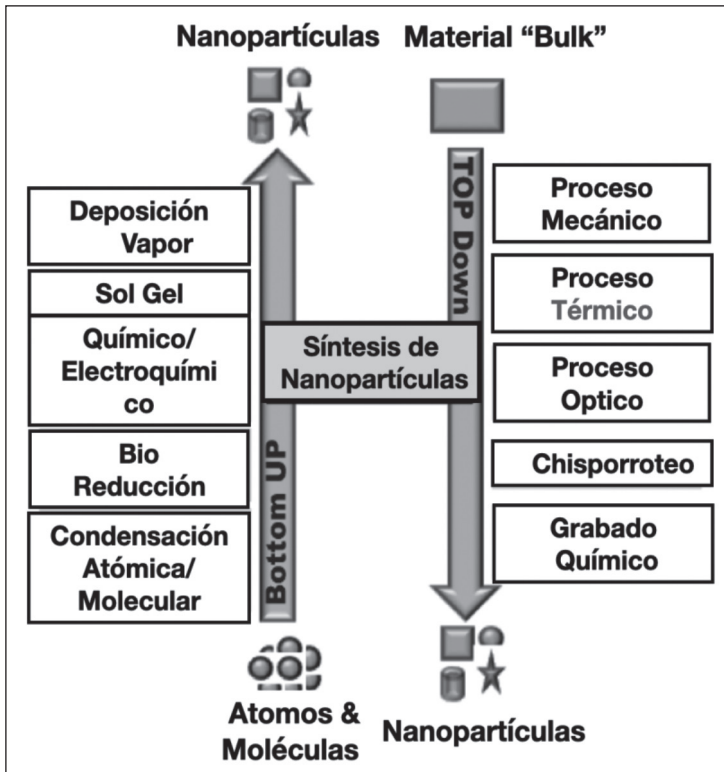 Nanopartículas
Material “Bulk”
Deposición
Vapor
Sol Gel
Químico/
Electroquími
co
Bio
Reducción
Condensación
Atómica/
Molecular
Bottom UP
Atomos &
Moléculas
Síntesis de
Nanopartículas
TOP Down
Proceso
Mecánico
Proceso
Térmico
Proceso
Optico
Chisporroteo
Grabado
Químico
Nanopartículas